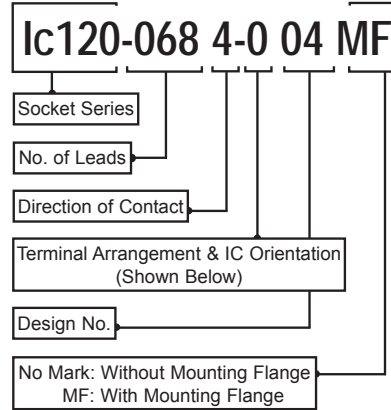 Ic120-068 4-0 04 MF
Socket Series
No. of Leads
Direction of Contact
Terminal Arrangement & IC Orientation
(Shown Below)
Design No.
No Mark: Without Mounting Flange
MF: With Mounting Flange